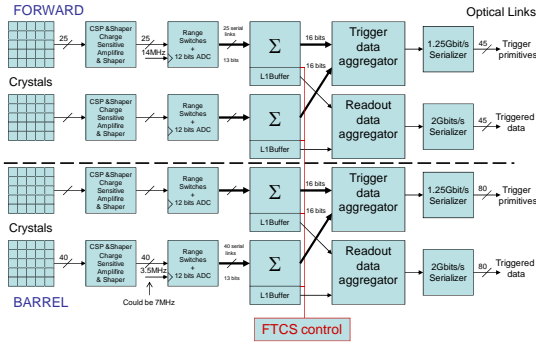 FORWARD
Optical Links
25
CSP &Shaper
Charge
Sensitive
Amplifire
& Shaper
25
14MHz
Range
Switches
+
12 bits ADC
25 serial
links
13 bits
Σ
L1Buffer
16 bits
16 bits
Trigger
data
aggregator
1.25Gbit/s
Serializer
45
Trigger
primitives
Crystals
CSP &Shaper
Charge
Sensitive
Amplifire
& Shaper
Range
Switches
+
12 bits ADC
Σ
L1Buffer
Readout
data
aggregator
2Gbits/s
Serializer
45
Triggered
data
CSP &Shaper
Charge
Sensitive
Amplifire
& Shaper
Range
Switches
+
12 bits ADC
Σ
L1Buffer
16 bits
16 bits
Trigger
data
aggregator
1.25Gbit/s
Serializer
80
Trigger
primitives
Crystals
40
CSP &Shaper
Charge
Sensitive
Amplifire
& Shaper
40
3.5MHz
Could be 7MHz
Range
Switches
+
12 bits ADC
40 serial
links
13 bits
Σ
L1Buffer
Readout
data
aggregator
2Gbits/s
Serializer
80
Triggered
data
BARREL
FTCS control